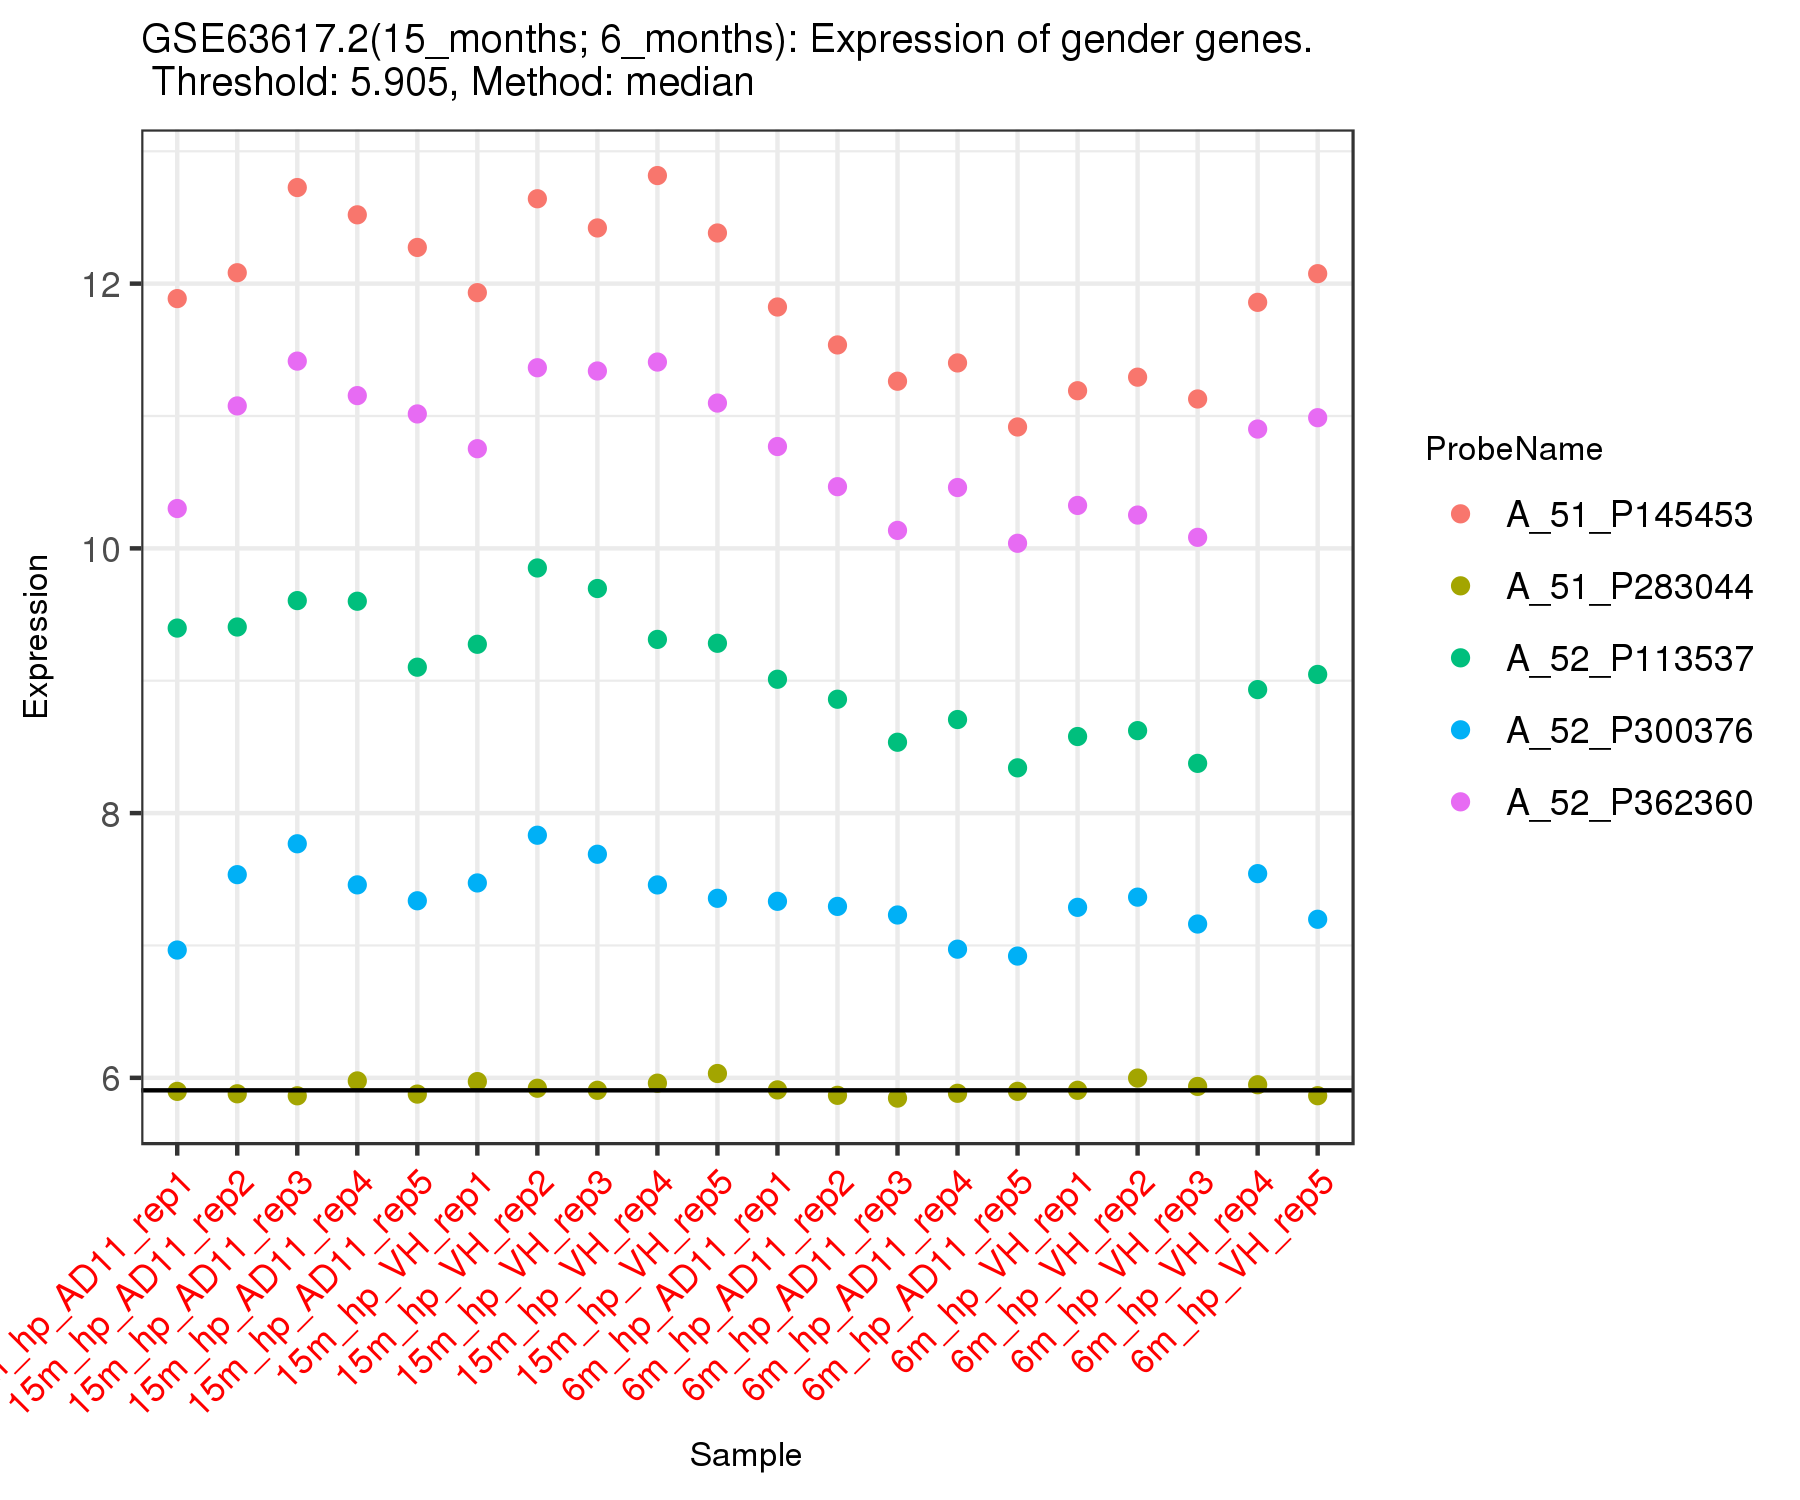 GSE63617.2(15_months; 6_months): Expression of gender genes.
Threshold: 5.905, Method: median
Expression
12
10
8
6
_hp_AD11_rep1
15m_hp_AD11_rep2
15m_hp_AD11_rep3
15m_hp_AD11_rep4
15m_hp_AD11_rep5
15m_hp_VH_rep1
15m_hp_VH_rep2
15m_hp_VH_rep3
15m_hp_VH_rep4
15m_hp_VH_rep5
6m_hp_AD11_rep1
6m_hp_AD11_rep2
6m_hp_AD11_rep3
6m_hp_AD11_rep4
6m_hp_AD11_rep5
6m_hp_VH_rep1
6m_hp_VH_rep2
6m_hp_VH_rep3
6m_hp_VH_rep4
6m_hp_VH_rep5
Sample
ProbeName
A_51_P145453
A_51_P283044
A_52_P113537
A_52_P300376
A_52_P362360